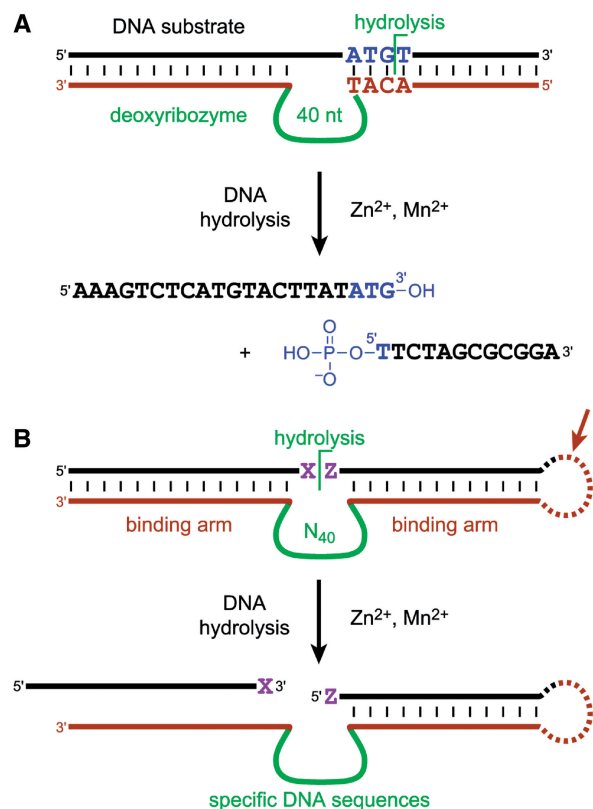 A
DNA substrate
hydrolysis
5' ATGT 3'
3' TACA 5'
deoxyribozyme 40 nt
DNA hydrolysis Zn2+, Mn2+
5'AAAGTCTCATGTACTTATATG3'–OH
+ HO–P(=O)(–O)–O–5'TTCTAGCGCGGA3'
B
hydrolysis
5' X Z
3'
binding arm N40 binding arm
DNA hydrolysis Zn2+, Mn2+
5' X 3' 5' Z
3'
specific DNA sequences